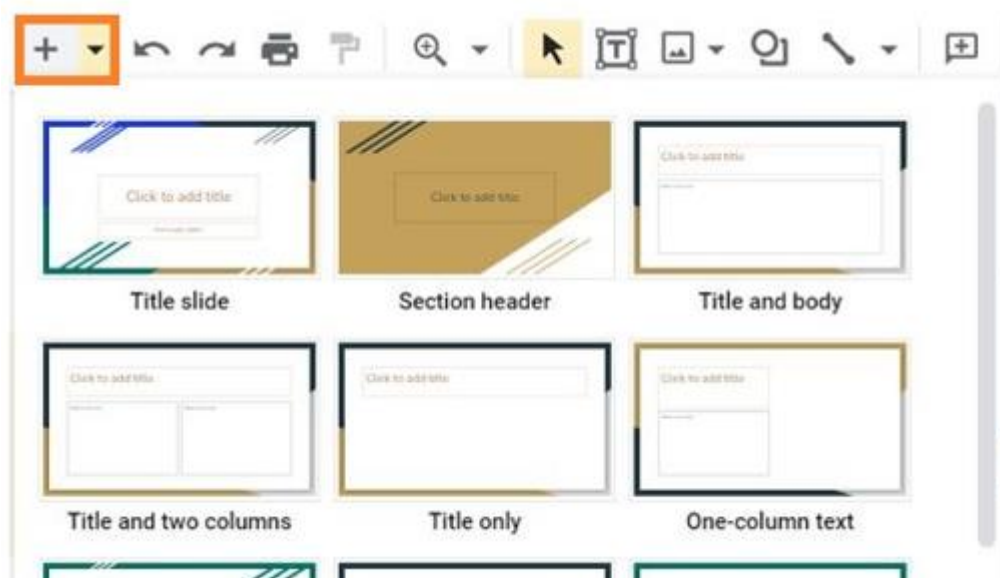 Click to add title
Click to add title
Click to add title
Title slide
Section header
Title and body
Click to add title
Click to add title
Click to add title
Title and two columns
Title only
One-column text